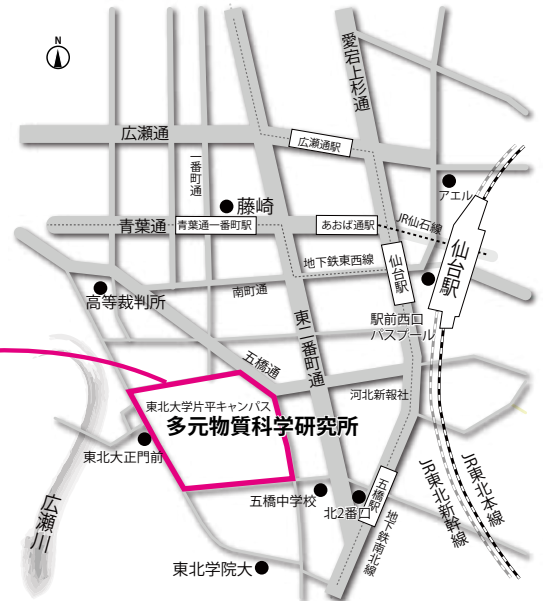 N
愛宕上杉通
広瀬通
広瀬通駅
一番町通
アエル
藤崎
青葉通
青葉通一番町駅
あおば通駅
JR仙石線
仙台駅
仙台駅
地下鉄東西線
南町通
高等裁判所
東二番町通
駅前西口
バスプール
五橋通
河北新報社
東北大学片平キャンパス
多元物質科学研究所
東北大正門前
五橋中学校
北2番口
五橋駅
地下鉄南北線
JR東北新幹線
JR東北本線
広瀬川
東北学院大